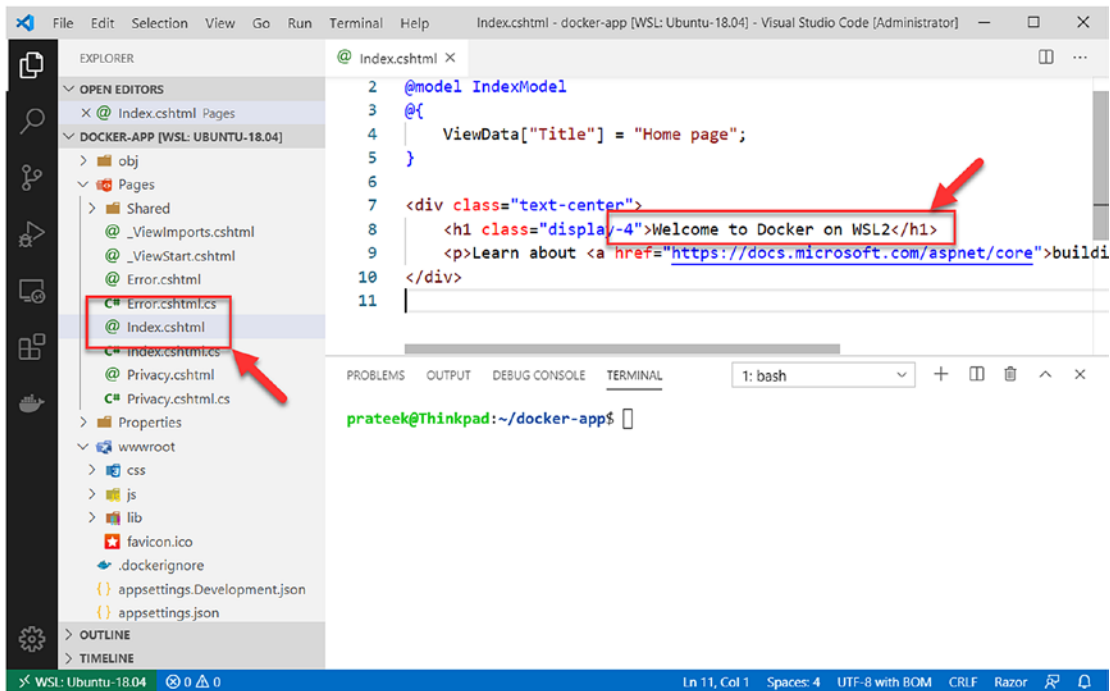 File Edit Selection View Go Run Terminal Help Index.cshtml - docker-app [WSL: Ubuntu-18.04] - Visual Studio Code [Administrator]
EXPLORER
OPEN EDITORS
Index.cshtml Pages
DOCKER-APP [WSL: UBUNTU-18.04]
obj
Pages
Shared
@ _ViewImports.cshtml
@ _ViewStart.cshtml
@ Error.cshtml
C# Error.cshtml.cs
@ Index.cshtml
C# Index.cshtml.cs
@ Privacy.cshtml
C# Privacy.cshtml.cs
Properties
wwwroot
css
js
lib
favicon.ico
.dockerignore
{} appsettings.Development.json
{} appsettings.json
OUTLINE
TIMELINE
@ Index.cshtml
2 @model IndexModel
3 @{
4 ViewData["Title"] = "Home page";
5 }
6
7 <div class="text-center">
8 <h1 class="display-4">Welcome to Docker on WSL2</h1>
9 <p>Learn about <a href="https://docs.microsoft.com/aspnet/core">buildi
10 </div>
11
PROBLEMS OUTPUT DEBUG CONSOLE TERMINAL 1: bash
prateek@Thinkpad:~/docker-app$
WSL: Ubuntu-18.04 0 0 Ln 11, Col 1 Spaces: 4 UTF-8 with BOM CRLF Razor